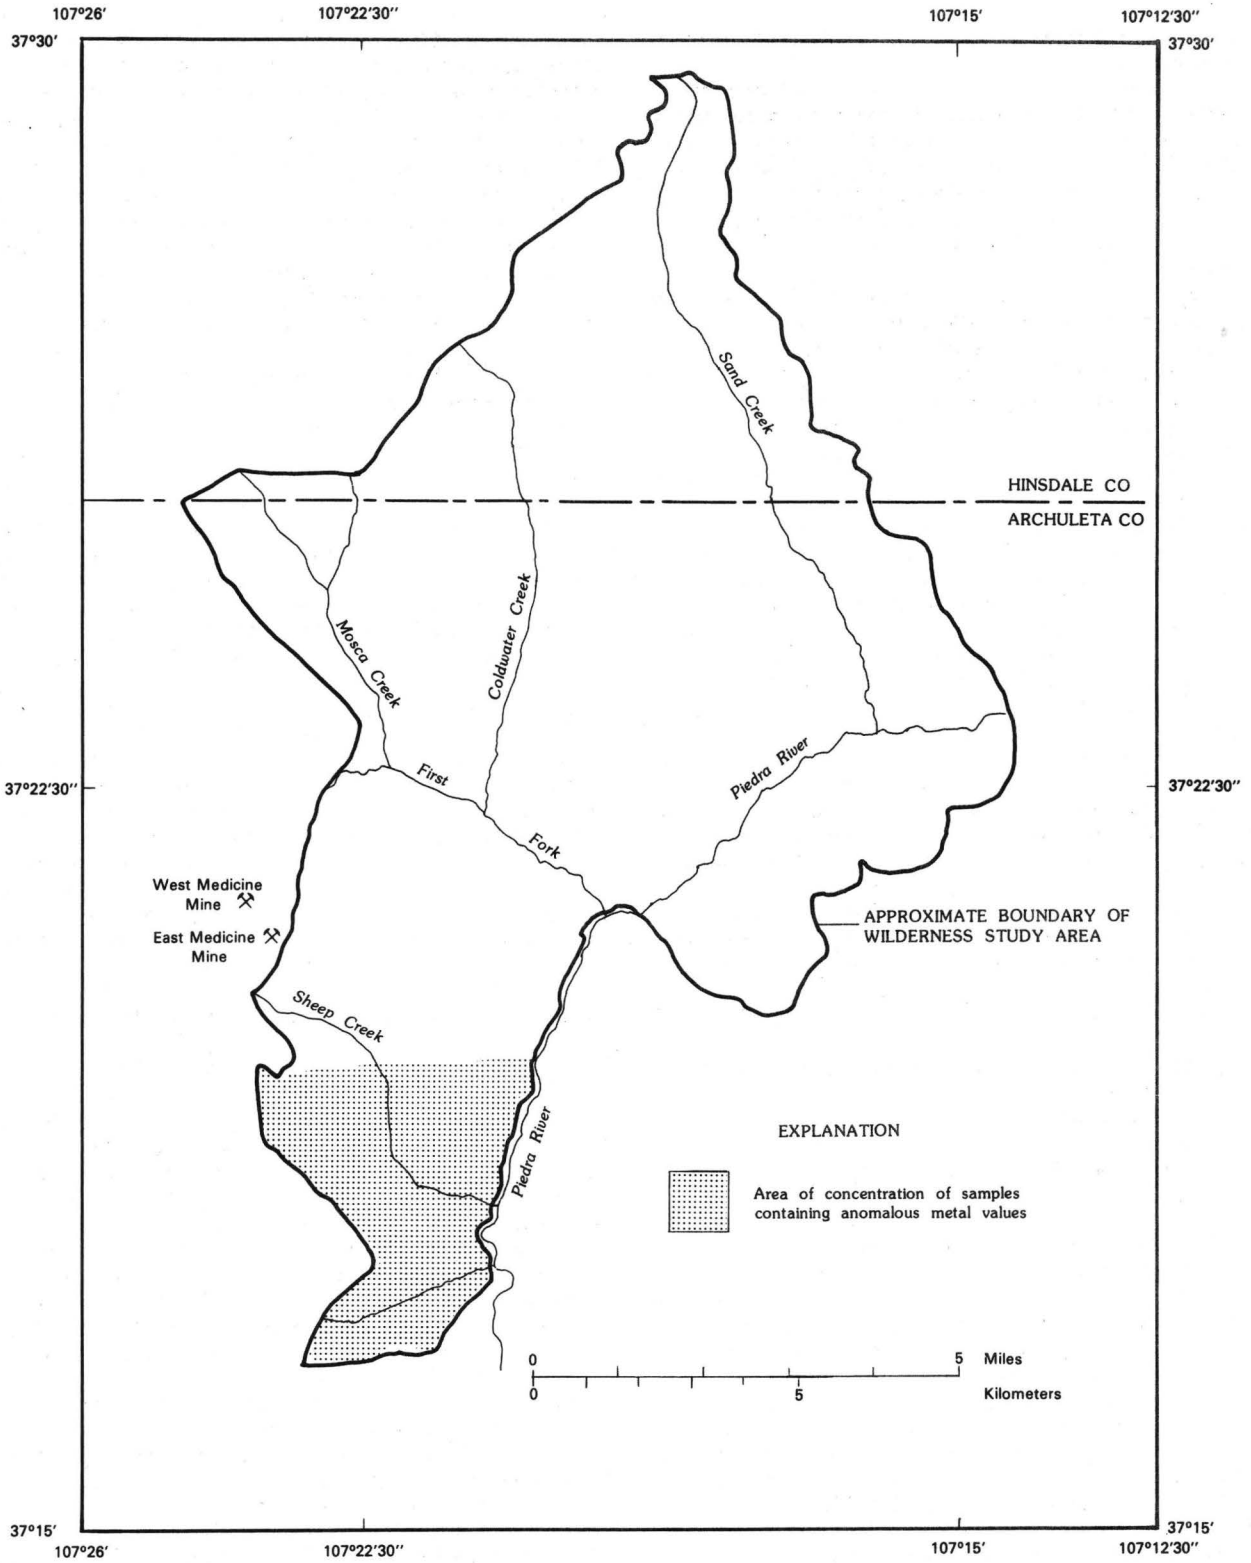 107°26′ 107°22′30″ 107°15′ 107°12′30″
37°30′ 37°30′
Sand Creek
HINSDALE CO
ARCHULETA CO
Mosca Creek
Coldwater Creek
First
Fork
Piedra River
37°22′30″ 37°22′30″
West Medicine
Mine
East Medicine
Mine
APPROXIMATE BOUNDARY OF
WILDERNESS STUDY AREA
Sheep Creek
Piedra River
EXPLANATION
Area of concentration of samples
containing anomalous metal values
0 5 Miles
0 5 Kilometers
37°15′ 37°15′
107°26′ 107°22′30″ 107°15′ 107°12′30″